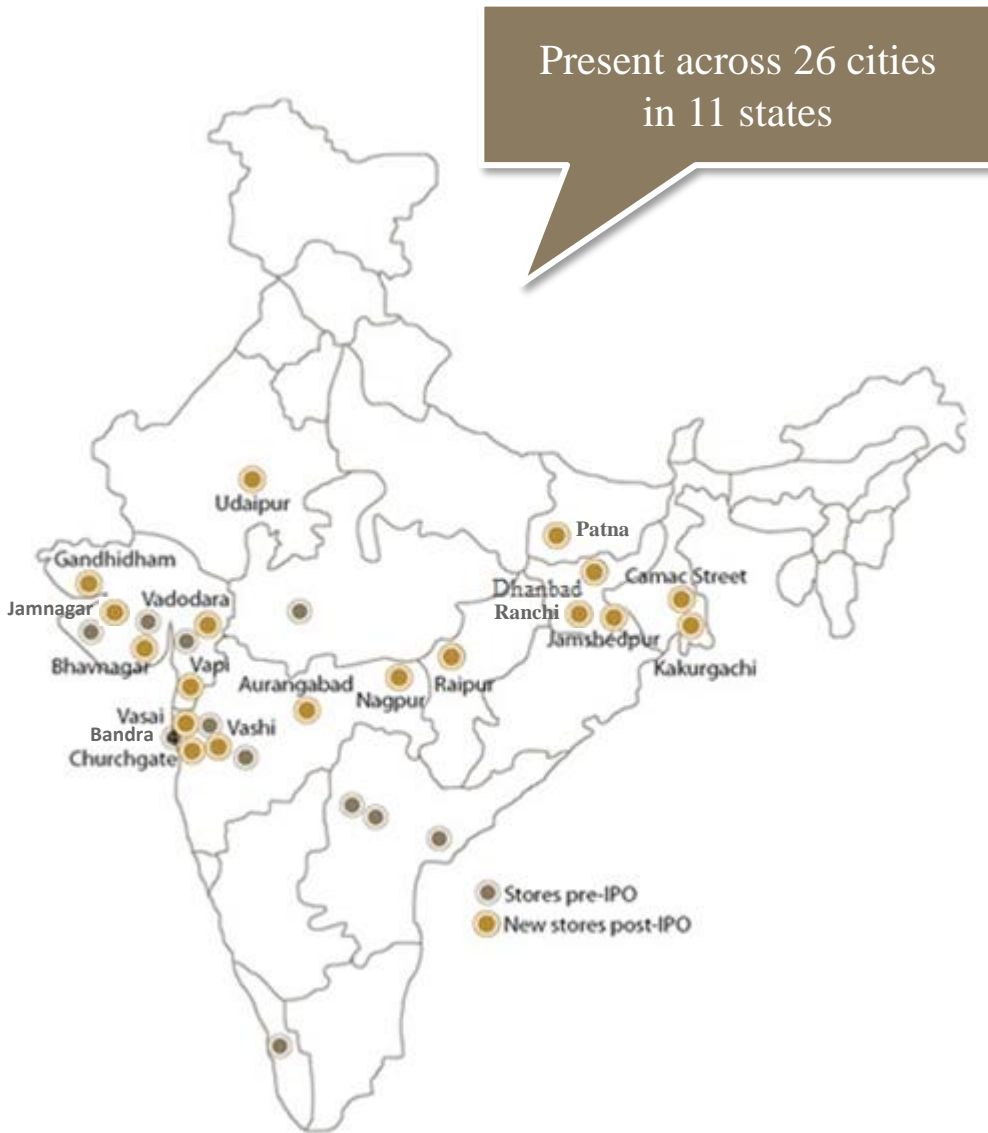 Present across 26 cities
in 11 states
Udaipur
Patna
Gandhidham
Dhanbad
Camac Street
Jamnagar
Vadodara
Ranchi
Jamshedpur
Bhavnagar
Vapi
Kakurgachi
Aurangabad
Nagpur
Raipur
Vasai
Vashi
Bandra
Churchgate
Stores pre-IPO
New stores post-IPO